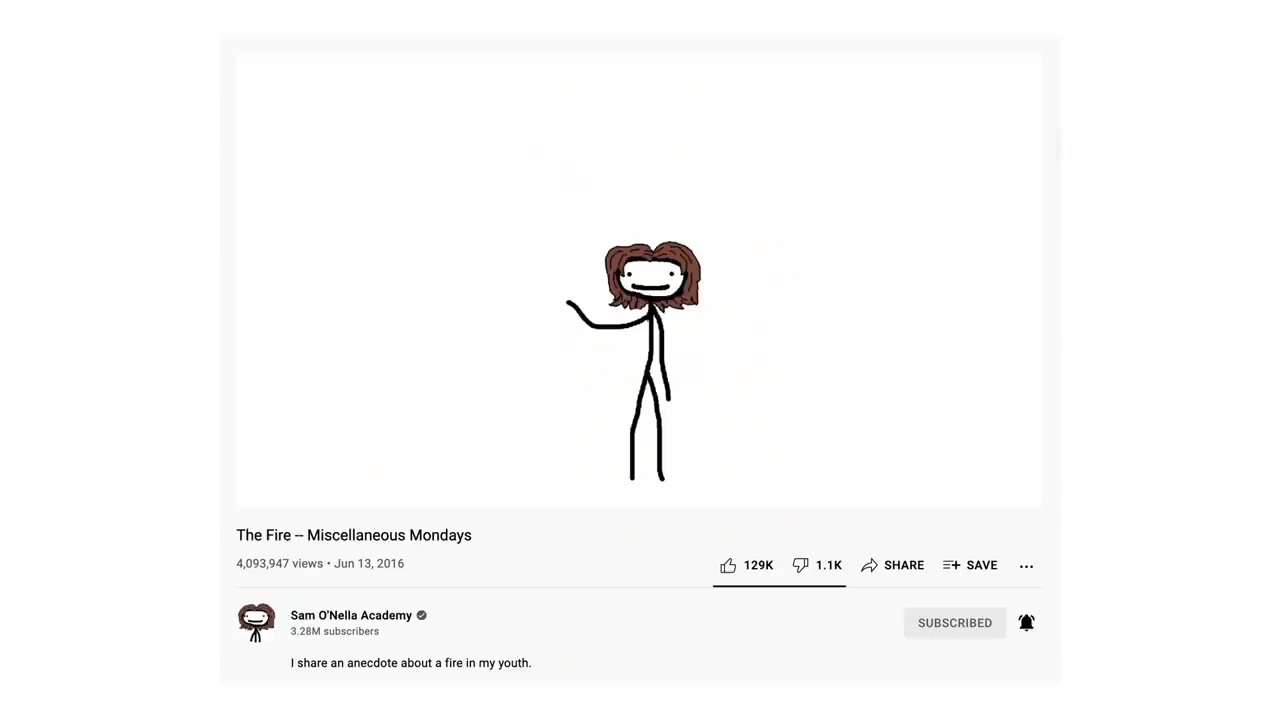 The Fire -- Miscellaneous Mondays
4,093,947 views • Jun 13, 2016
129K 1.1K SHARE SAVE
Sam O'Nella Academy
3.28M subscribers
SUBSCRIBED
I share an anecdote about a fire in my youth.